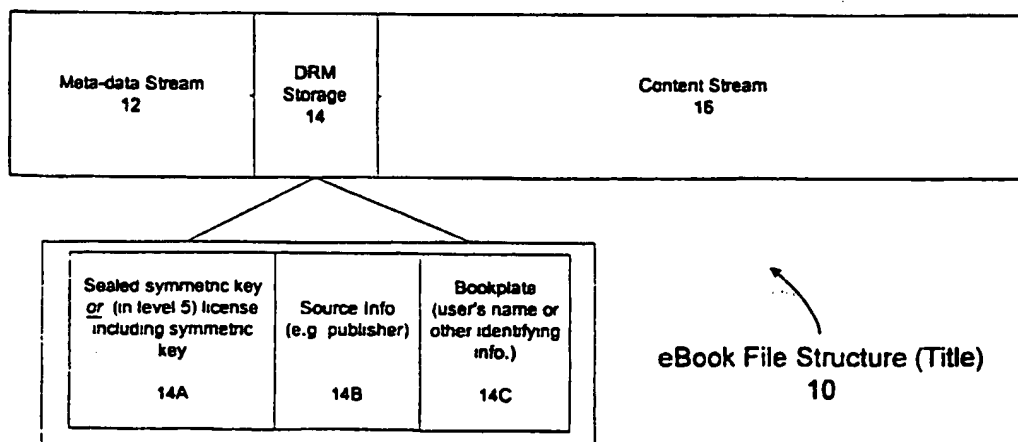 Meta-data Stream
12
DRM
Storage
14
Content Stream
16
Sealed symmetric key
or (in level 5) license
including symmetric
key
14A
Source Info
(e.g publisher)
14B
Bookplate
(user's name or
other identifying
info.)
14C
eBook File Structure (Title)
10